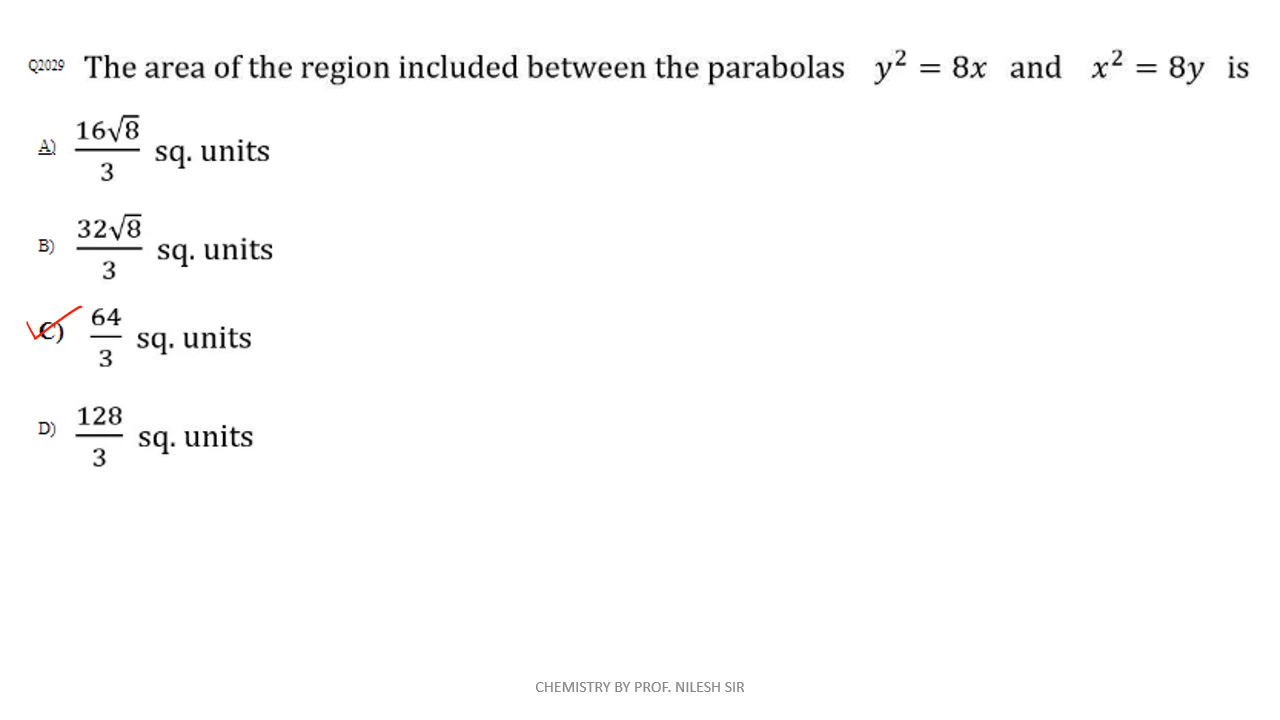 Q2029 The area of the region included between the parabolas y² = 8x and x² = 8y is
A) 16√8/3 sq. units
B) 32√8/3 sq. units
C) 64/3 sq. units
D) 128/3 sq. units
CHEMISTRY BY PROF. NILESH SIR